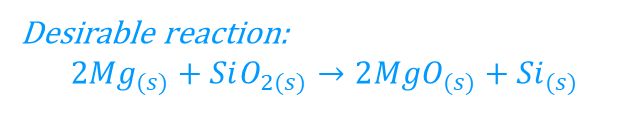 Desirable reaction:
2Mg(s) + SiO2(s) → 2MgO(s) + Si(s)